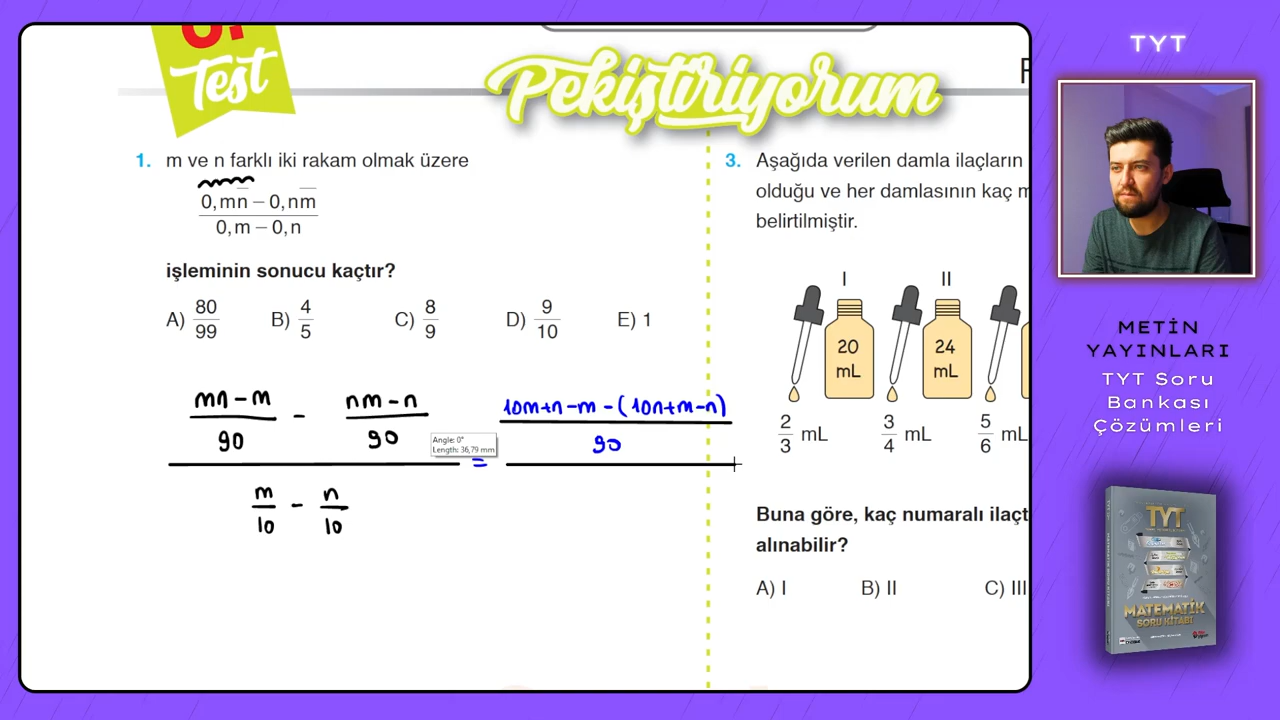 Test
Pekiştiriyorum
1. m ve n farklı iki rakam olmak üzere
0,mn̅ − 0,nm̅
0,m − 0,n
işleminin sonucu kaçtır?
A) 80/99 B) 4/5 C) 8/9 D) 9/10 E) 1
mn − m / 90 − nm − n / 90 = 10m+n−m−(10n+m−n) / 90
m/10 − n/10
Angle: 0°
Length: 36,79 mm
3. Aşağıda verilen damla ilaçların
olduğu ve her damlasının kaç m
belirtilmiştir.
I II
20 mL
24 mL
2/3 mL 3/4 mL 5/6 mL
Buna göre, kaç numaralı ilaçt
alınabilir?
A) I B) II C) III
TYT
METİN
YAYINLARI
TYT Soru
Bankası
Çözümleri
TYT
MATEMATİK
SORU KİTABI